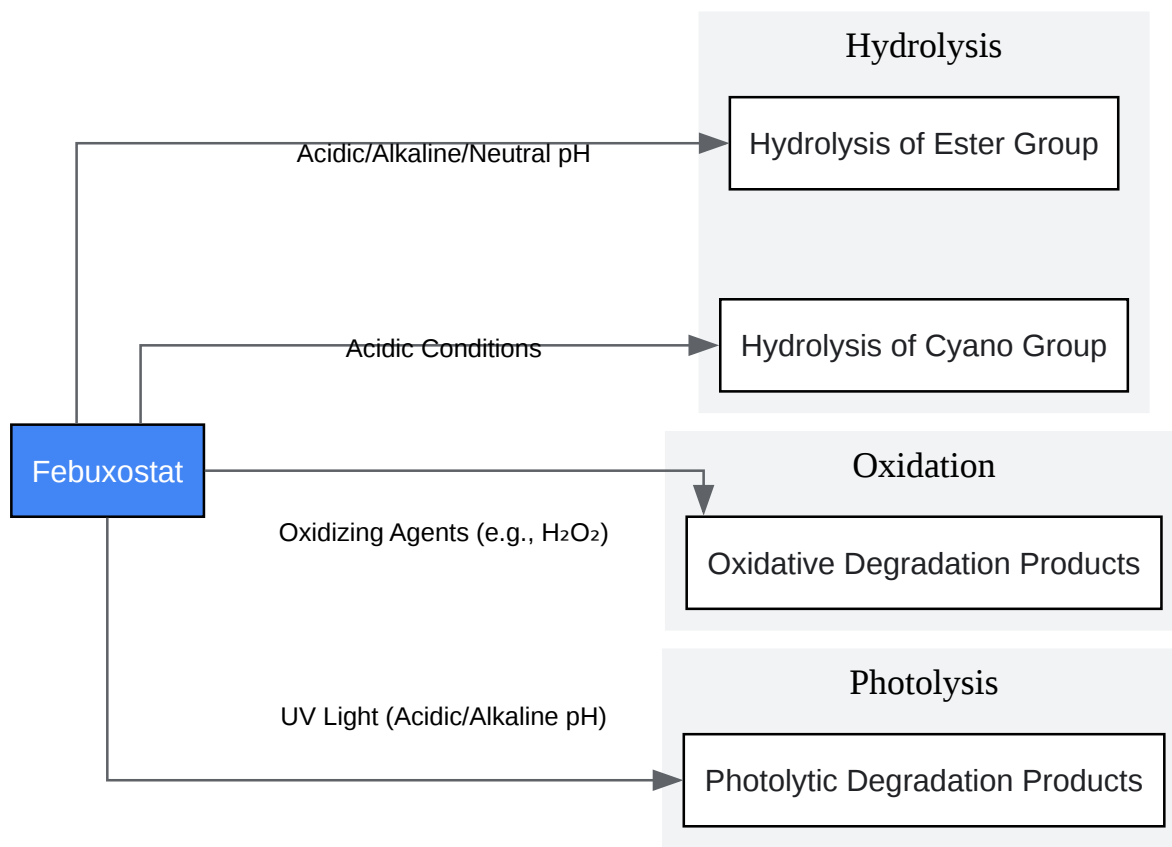 Hydrolysis
Acidic/Alkaline/Neutral pH
Hydrolysis of Ester Group
Acidic Conditions
Hydrolysis of Cyano Group
Febuxostat
Oxidation
Oxidizing Agents (e.g., H₂O₂)
Oxidative Degradation Products
Photolysis
UV Light (Acidic/Alkaline pH)
Photolytic Degradation Products